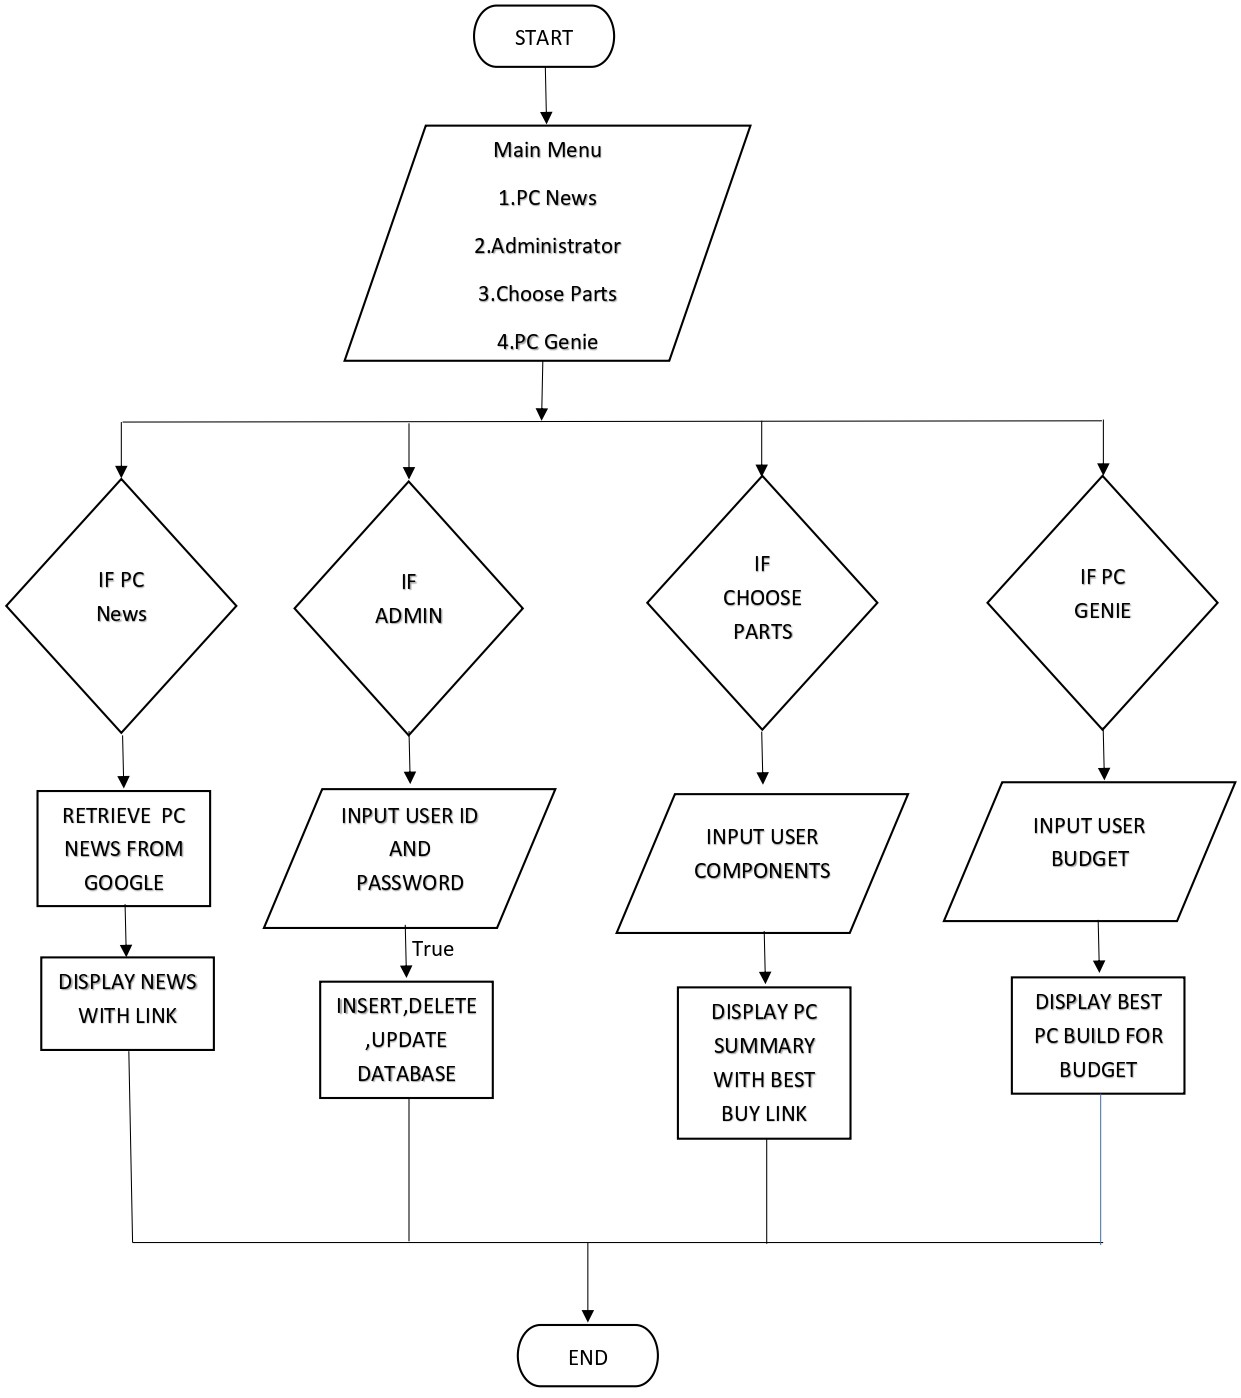 START
Main Menu
1.PC News
2.Administrator
3.Choose Parts
4.PC Genie
IF PC
News
IF
ADMIN
IF
CHOOSE
PARTS
IF PC
GENIE
RETRIEVE PC
NEWS FROM
GOOGLE
DISPLAY NEWS
WITH LINK
INPUT USER ID
AND
PASSWORD
True
INSERT,DELETE
,UPDATE
DATABASE
INPUT USER
COMPONENTS
DISPLAY PC
SUMMARY
WITH BEST
BUY LINK
INPUT USER
BUDGET
DISPLAY BEST
PC BUILD FOR
BUDGET
END